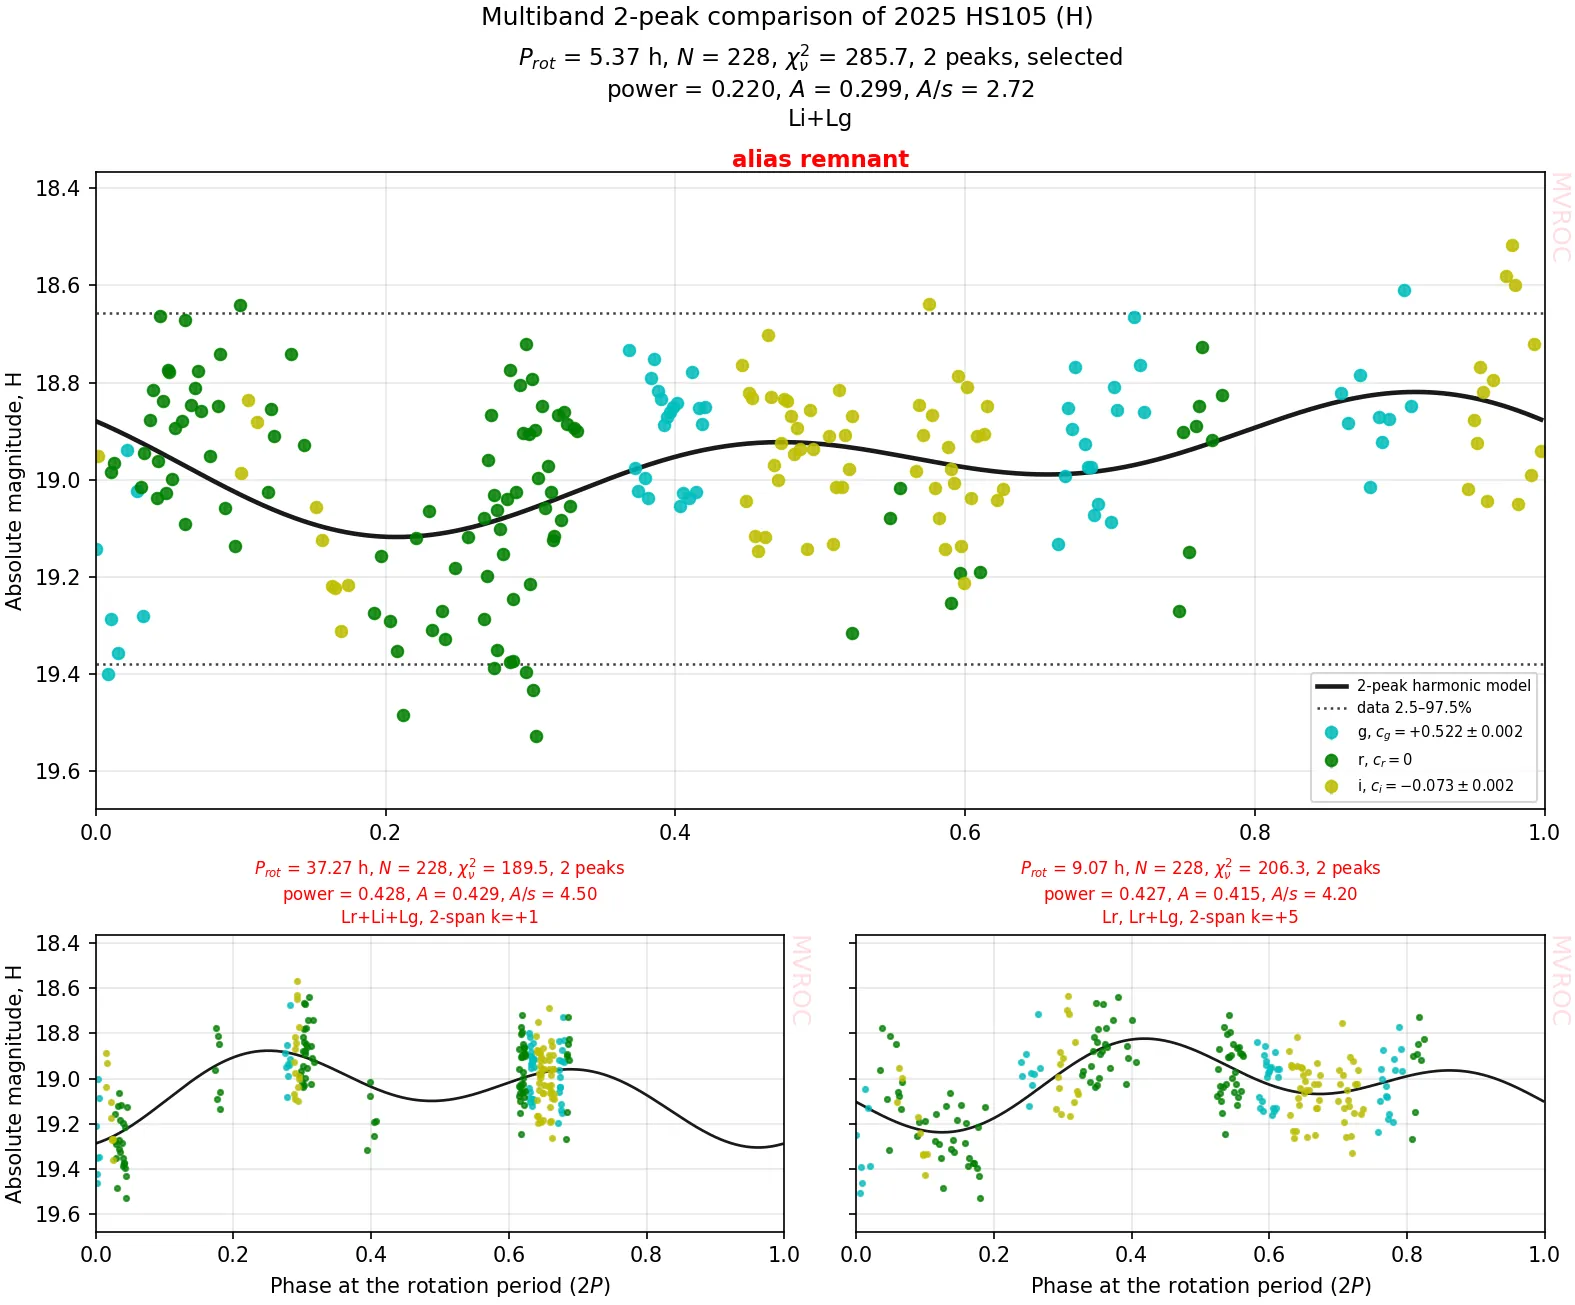 Multiband 2-peak comparison of 2025 HS105 (H)
P_rot = 5.37 h, N = 228, χ²_ν = 285.7, 2 peaks, selected
power = 0.220, A = 0.299, A/s = 2.72
Li+Lg
alias remnant
MVROC
Absolute magnitude, H
18.4
18.6
18.8
19.0
19.2
19.4
19.6
0.0 0.2 0.4 0.6 0.8 1.0
2-peak harmonic model
data 2.5–97.5%
g, c_g = +0.522 ± 0.002
r, c_r = 0
i, c_i = −0.073 ± 0.002
P_rot = 37.27 h, N = 228, χ²_ν = 189.5, 2 peaks
power = 0.428, A = 0.429, A/s = 4.50
Lr+Li+Lg, 2-span k=+1
MVROC
Absolute magnitude, H
18.4
18.6
18.8
19.0
19.2
19.4
19.6
0.0 0.2 0.4 0.6 0.8 1.0
Phase at the rotation period (2P)
P_rot = 9.07 h, N = 228, χ²_ν = 206.3, 2 peaks
power = 0.427, A = 0.415, A/s = 4.20
Lr, Lr+Lg, 2-span k=+5
MVROC
0.0 0.2 0.4 0.6 0.8 1.0
Phase at the rotation period (2P)